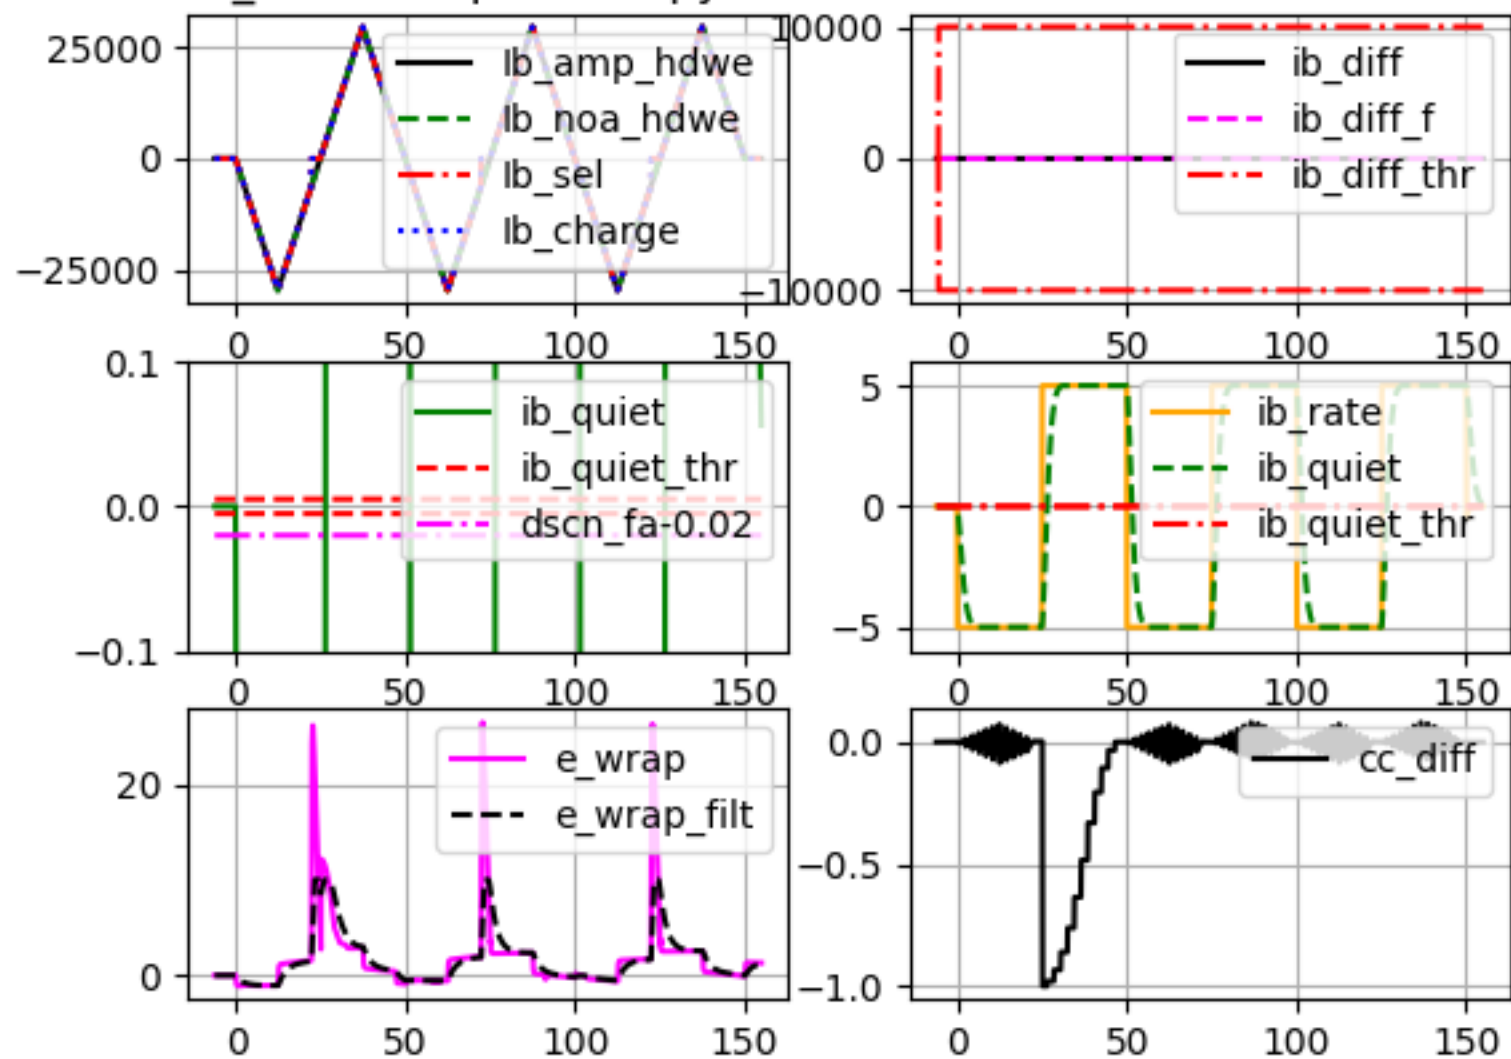 25000
0
−25000
Ib_amp_hdwe
Ib_noa_hdwe
Ib_sel
Ib_charge
0 50 100 150
10000
0
−10000
ib_diff
ib_diff_f
ib_diff_thr
0 50 100 150
0.1
0.0
−0.1
ib_quiet
ib_quiet_thr
dscn_fa-0.02
0 50 100 150
5
0
−5
ib_rate
ib_quiet
ib_quiet_thr
0 50 100 150
20
0
e_wrap
e_wrap_filt
0 50 100 150
0.0
−0.5
−1.0
cc_diff
0 50 100 150